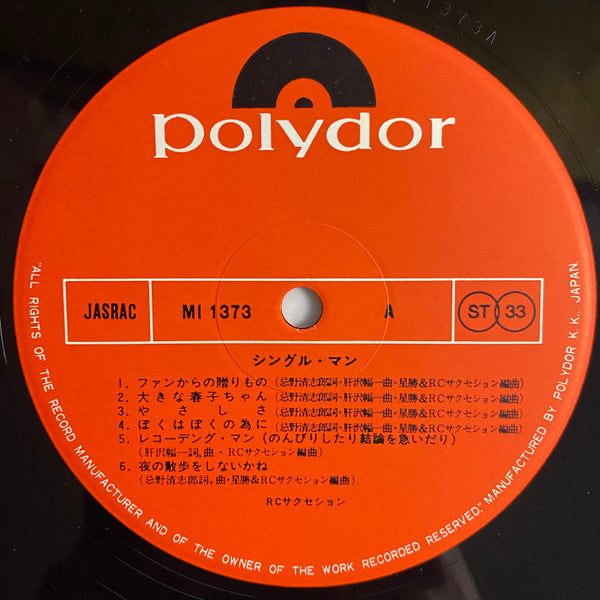 1373A
polydor
JASRAC MI 1373 A ST 33
シングル・マン
1. ファンからの贈りもの (忌野清志郎詞・肝沢幅一曲・星勝&RCサクセション編曲)
2. 大きな春子ちゃん (忌野清志郎詞・肝沢幅一曲・星勝&RCサクセション編曲)
3. やさしさ (忌野清志郎詞・肝沢幅一曲・星勝&RCサクセション編曲)
4. ぼくはぼくの為に (忌野清志郎詞・肝沢幅一曲・星勝&RCサクセション編曲)
5. レコーデング・マン (のんびりしたり結論を急いだり)
(肝沢幅一詞,曲・RCサクセション編曲)
6. 夜の散歩をしないかね
(忌野清志郎詞,曲・星勝&RCサクセション編曲)
RCサクセション
"ALL RIGHTS OF THE RECORD MANUFACTURER AND OF THE OWNER OF THE WORK RECORDED RESERVED." MANUFACTURED BY POLYDOR K.K., JAPAN.